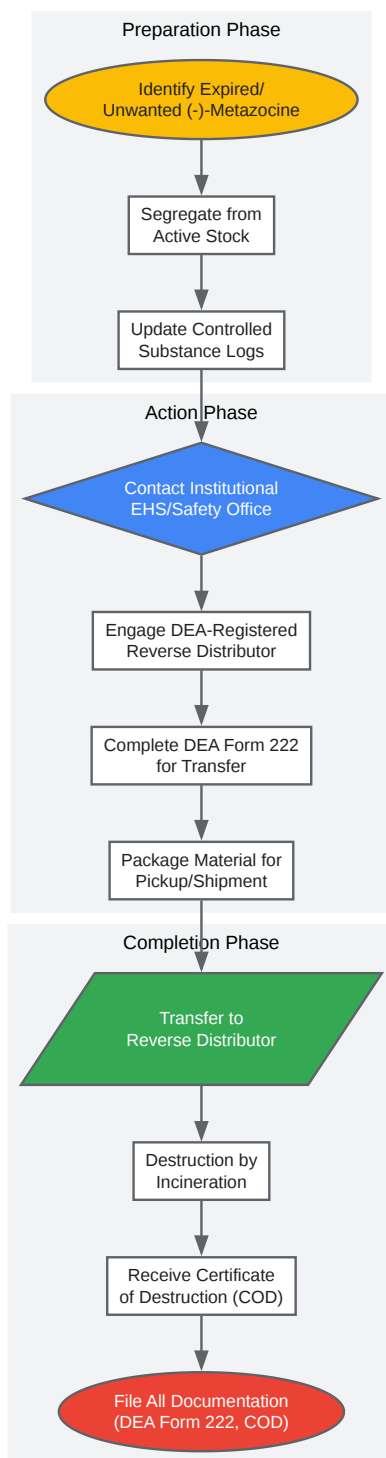 Preparation Phase
Identify Expired/
Unwanted (-)-Metazocine
Segregate from
Active Stock
Update Controlled
Substance Logs
Action Phase
Contact Institutional
EHS/Safety Office
Engage DEA-Registered
Reverse Distributor
Complete DEA Form 222
for Transfer
Package Material for
Pickup/Shipment
Completion Phase
Transfer to
Reverse Distributor
Destruction by
Incineration
Receive Certificate
of Destruction (COD)
File All Documentation
(DEA Form 222, COD)